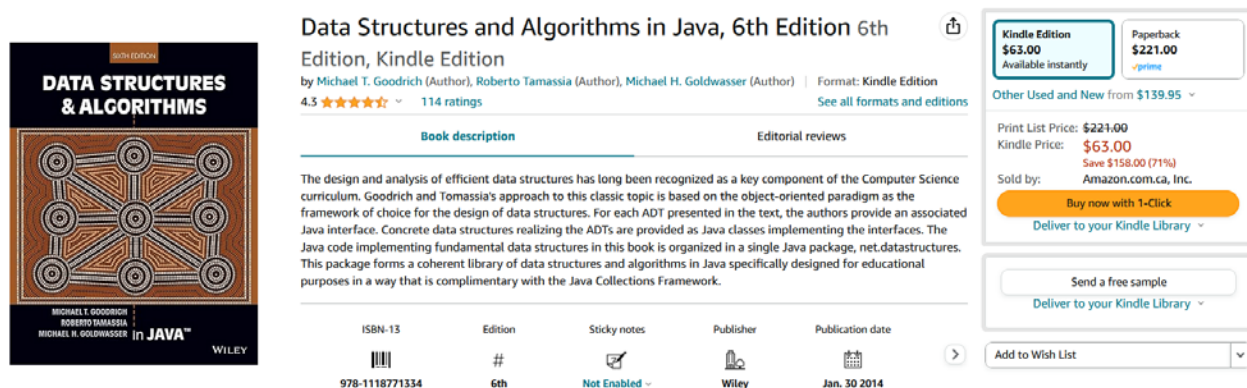 SIXTH EDITION
DATA STRUCTURES
& ALGORITHMS
MICHAEL T. GOODRICH
ROBERTO TAMASSIA
MICHAEL H. GOLDWASSER in JAVA™
WILEY
Data Structures and Algorithms in Java, 6th Edition 6th
Edition, Kindle Edition
by Michael T. Goodrich (Author), Roberto Tamassia (Author), Michael H. Goldwasser (Author) | Format: Kindle Edition
4.3 114 ratings See all formats and editions
Book description Editorial reviews
The design and analysis of efficient data structures has long been recognized as a key component of the Computer Science
curriculum. Goodrich and Tomassia's approach to this classic topic is based on the object-oriented paradigm as the
framework of choice for the design of data structures. For each ADT presented in the text, the authors provide an associated
Java interface. Concrete data structures realizing the ADTs are provided as Java classes implementing the interfaces. The
Java code implementing fundamental data structures in this book is organized in a single Java package, net.datastructures.
This package forms a coherent library of data structures and algorithms in Java specifically designed for educational
purposes in a way that is complimentary with the Java Collections Framework.
ISBN-13 Edition Sticky notes Publisher Publication date
#
978-1118771334 6th Not Enabled Wiley Jan. 30 2014
Kindle Edition
$63.00
Available instantly
Paperback
$221.00
prime
Other Used and New from $139.95
Print List Price: $221.00
Kindle Price: $63.00
Save $158.00 (71%)
Sold by: Amazon.com.ca, Inc.
Buy now with 1-Click
Deliver to your Kindle Library
Send a free sample
Deliver to your Kindle Library
Add to Wish List